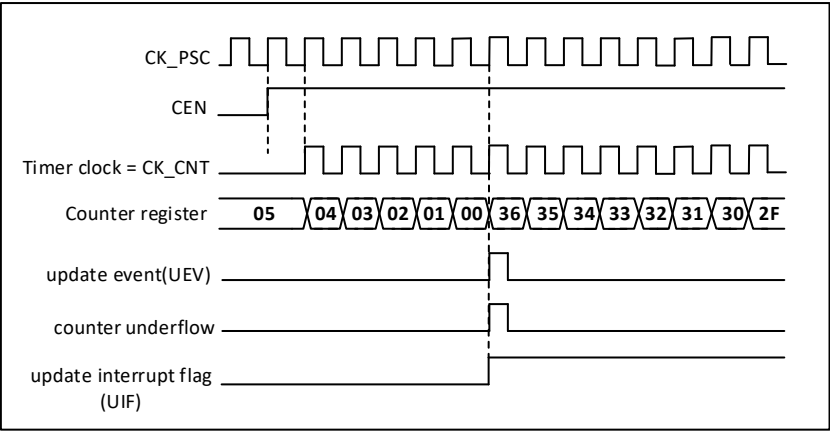 CK_PSC
CEN
Timer clock = CK_CNT
Counter register 05 04 03 02 01 00 36 35 34 33 32 31 30 2F
update event(UEV)
counter underflow
update interrupt flag
(UIF)